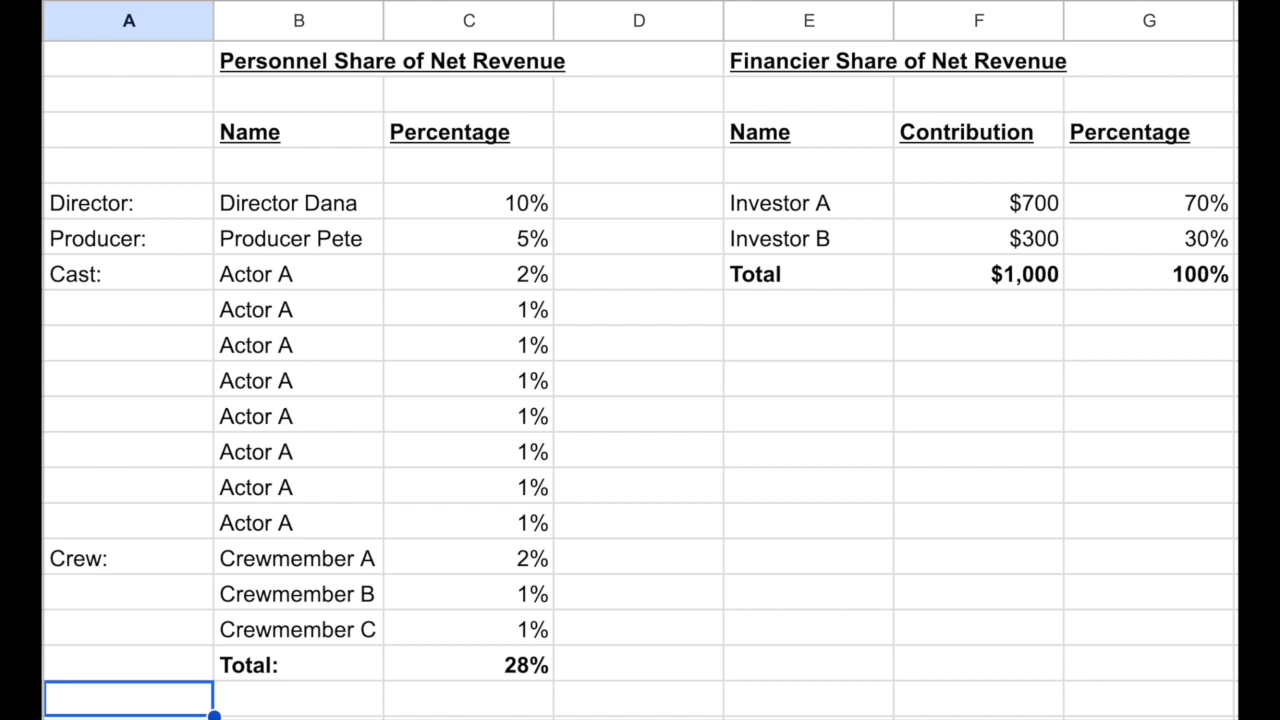 A B C D E F G
Personnel Share of Net Revenue Financier Share of Net Revenue
Name Percentage Name Contribution Percentage
Director: Director Dana 10% Investor A $700 70%
Producer: Producer Pete 5% Investor B $300 30%
Cast: Actor A 2% Total $1,000 100%
Actor A 1%
Actor A 1%
Actor A 1%
Actor A 1%
Actor A 1%
Actor A 1%
Actor A 1%
Crew: Crewmember A 2%
Crewmember B 1%
Crewmember C 1%
Total: 28%